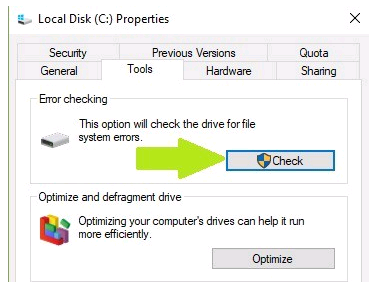 Local Disk (C:) Properties
Security Previous Versions Quota
General Tools Hardware Sharing
Error checking
This option will check the drive for file
system errors.
Check
Optimize and defragment drive
Optimizing your computer's drives can help it run
more efficiently.
Optimize